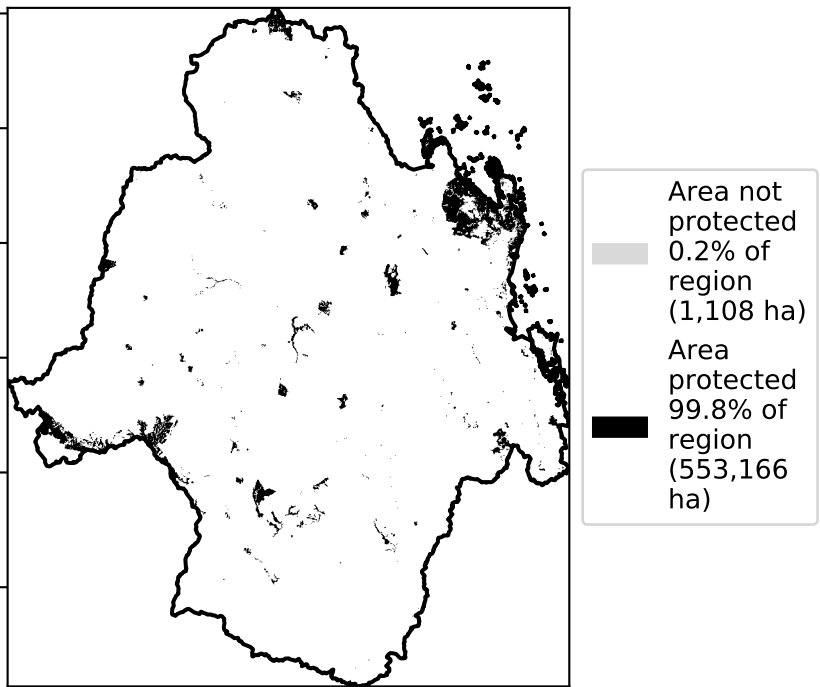 Area not
protected
0.2% of
region
(1,108 ha)
Area
protected
99.8% of
region
(553,166
ha)